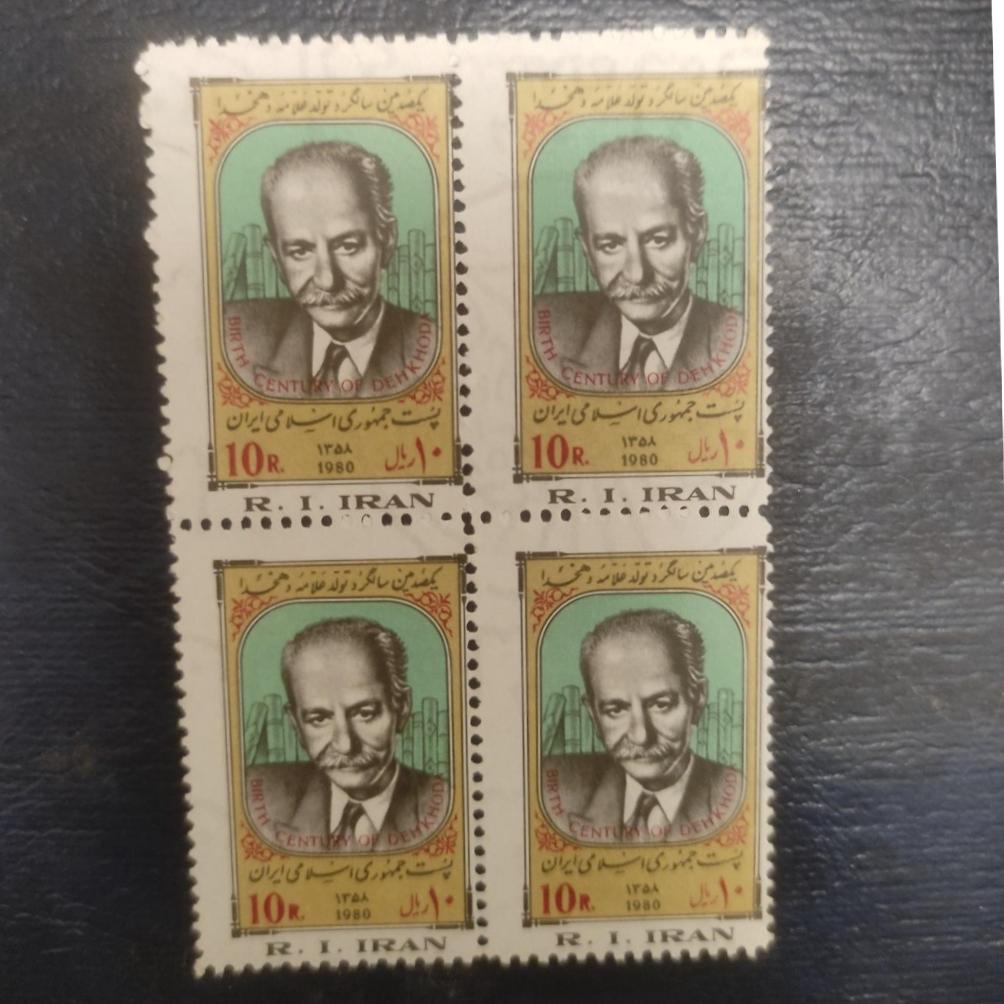 یکصدمین سالگرد تولد علامه دهخدا
BIRTH CENTURY OF DEHKHODA
پست جمهوری اسلامی ایران
10R. ۱۳۵۸ ۱۰ ریال
1980
R. I. IRAN
یکصدمین سالگرد تولد علامه دهخدا
BIRTH CENTURY OF DEHKHODA
پست جمهوری اسلامی ایران
10R. ۱۳۵۸ ۱۰ ریال
1980
R. I. IRAN
یکصدمین سالگرد تولد علامه دهخدا
BIRTH CENTURY OF DEHKHODA
پست جمهوری اسلامی ایران
10R. ۱۳۵۸ ۱۰ ریال
1980
R. I. IRAN
یکصدمین سالگرد تولد علامه دهخدا
BIRTH CENTURY OF DEHKHODA
پست جمهوری اسلامی ایران
10R. ۱۳۵۸ ۱۰ ریال
1980
R. I. IRAN